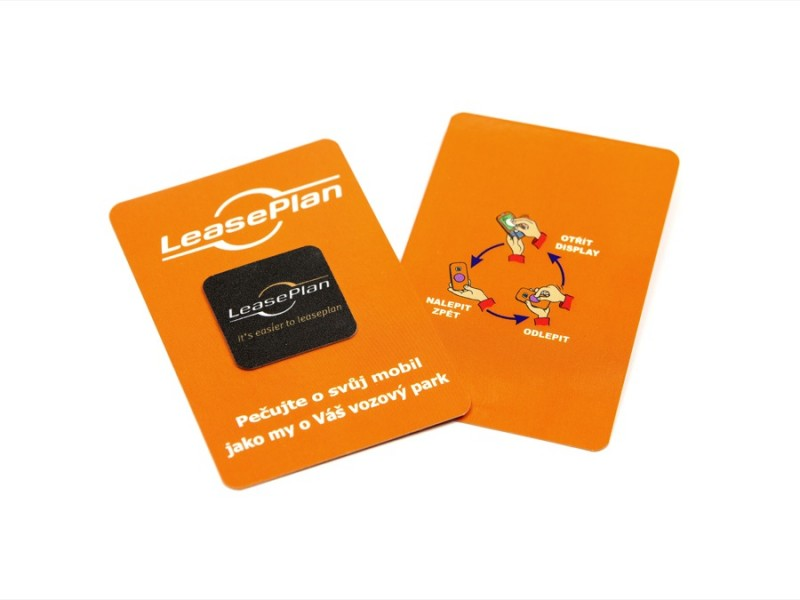 LeasePlan
LeasePlan
it's easier to leaseplan
Pečujte o svůj mobil
jako my o Váš vozový park
OTŘÍT
DISPLAY
NALEPIT
ZPĚT
ODLEPIT